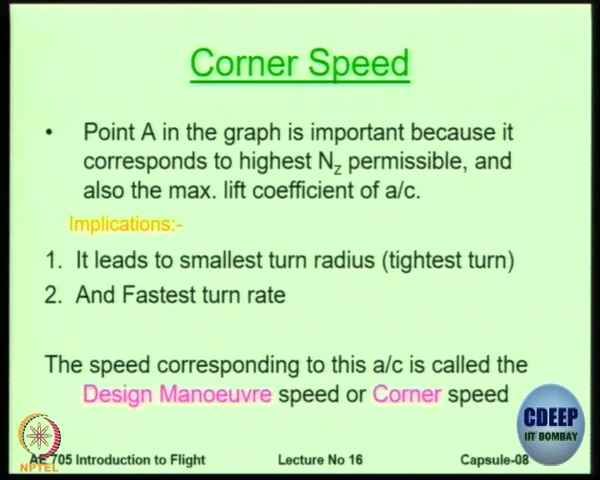 Corner Speed
• Point A in the graph is important because it
corresponds to highest Nz permissible, and
also the max. lift coefficient of a/c.
Implications:-
1. It leads to smallest turn radius (tightest turn)
2. And Fastest turn rate
The speed corresponding to this a/c is called the
Design Manoeuvre speed or Corner speed
CDEEP
IIT BOMBAY
NPTEL
AE 705 Introduction to Flight Lecture No 16 Capsule-08